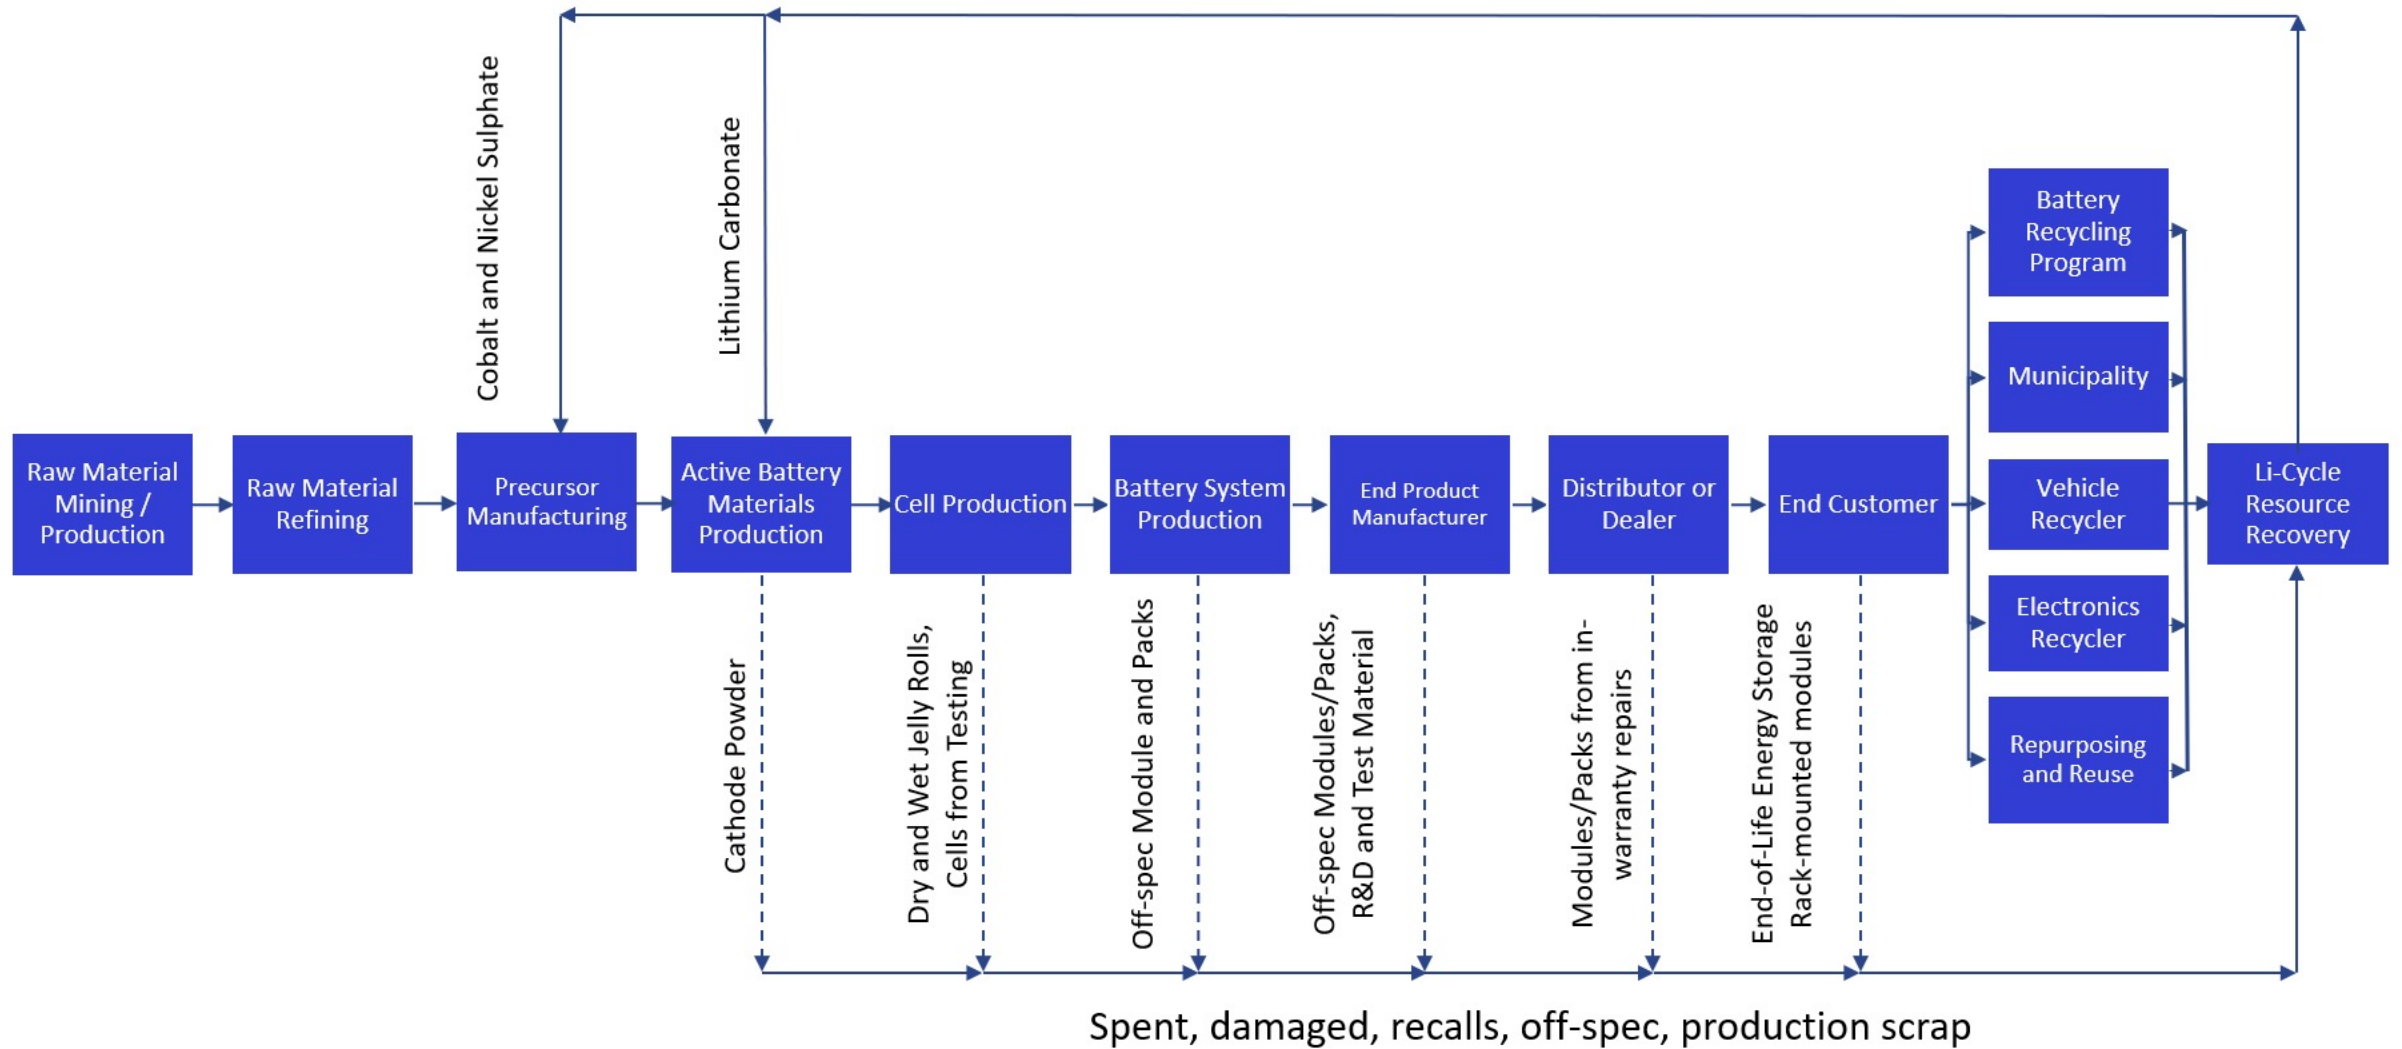 Cobalt and Nickel Sulphate
Lithium Carbonate
Raw Material
Mining /
Production
Raw Material
Refining
Precursor
Manufacturing
Active Battery
Materials
Production
Cell Production
Battery System
Production
End Product
Manufacturer
Distributor or
Dealer
End Customer
Battery
Recycling
Program
Municipality
Vehicle
Recycler
Electronics
Recycler
Repurposing
and Reuse
Li-Cycle
Resource
Recovery
Cathode Powder
Dry and Wet Jelly Rolls,
Cells from Testing
Off-spec Module and Packs
Off-spec Modules/Packs,
R&D and Test Material
Modules/Packs from in-
warranty repairs
End-of-Life Energy Storage
Rack-mounted modules
Spent, damaged, recalls, off-spec, production scrap